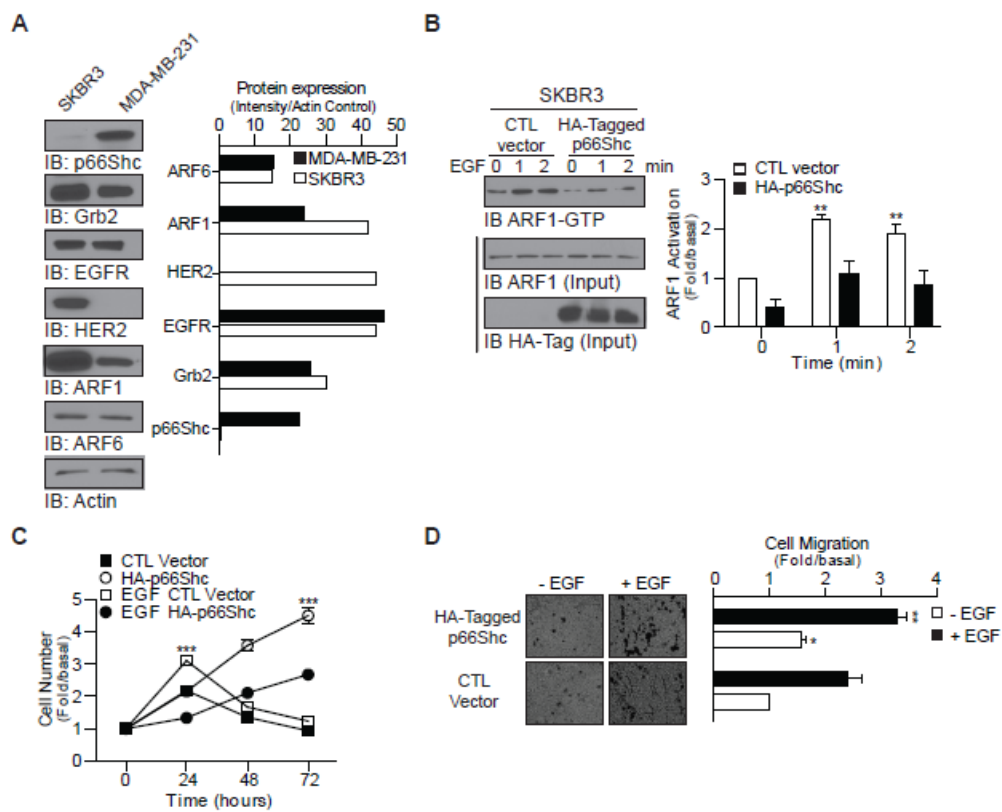 A
SKBR3
MDA-MB-231
IB: p66Shc
IB: Grb2
IB: EGFR
IB: HER2
IB: ARF1
IB: ARF6
IB: Actin
Protein expression
(Intensity/Actin Control)
0 10 20 30 40 50
MDA-MB-231
SKBR3
ARF6
ARF1
HER2
EGFR
Grb2
p66Shc
B
SKBR3
CTL vector
HA-Tagged p66Shc
EGF 0 1 2 0 1 2 min
IB ARF1-GTP
IB ARF1 (Input)
IB HA-Tag (Input)
CTL vector
HA-p66Shc
ARF1 Activation
(Fold/basal)
3
2
1
0
** **
0 1 2
Time (min)
C
CTL Vector
HA-p66Shc
EGF CTL Vector
EGF HA-p66Shc
Cell Number
(Fold/basal)
5
4
3
2
1
0
*** ***
0 24 48 72
Time (hours)
D
- EGF + EGF
HA-Tagged
p66Shc
CTL
Vector
Cell Migration
(Fold/basal)
0 1 2 3 4
- EGF
+ EGF
**
*